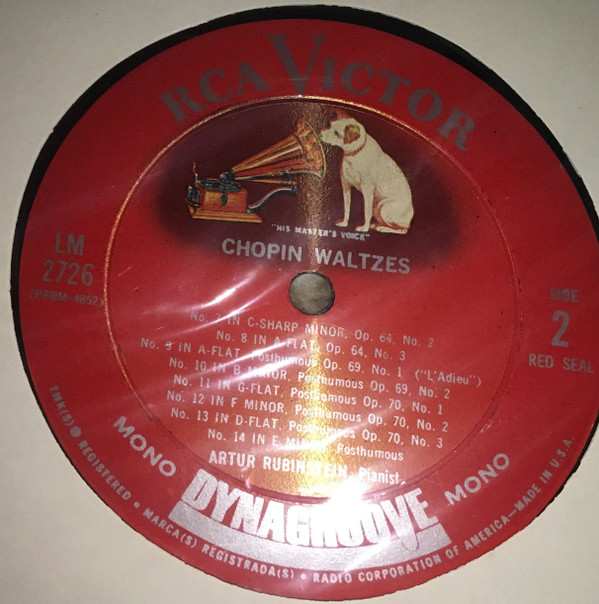 RCA VICTOR
"HIS MASTER'S VOICE"
CHOPIN WALTZES
LM
2726
(PRRM-4852)
SIDE
2
RED SEAL
No. 7 IN C-SHARP MINOR, Op. 64, No. 2
No. 8 IN A-FLAT, Op. 64, No. 3
No. 9 IN A-FLAT, Posthumous Op. 69, No. 1 ("L'Adieu")
No. 10 IN B MINOR, Posthumous Op. 69, No. 2
No. 11 IN G-FLAT, Posthumous Op. 70, No. 1
No. 12 IN F MINOR, Posthumous Op. 70, No. 2
No. 13 IN D-FLAT, Posthumous Op. 70, No. 3
No. 14 IN E MINOR, Posthumous
ARTUR RUBINSTEIN, Pianist
MONO
DYNAGROOVE
MONO
TMK(S) ® REGISTERED • MARCA(S) REGISTRADA(S) • RADIO CORPORATION OF AMERICA—MADE IN U.S.A.